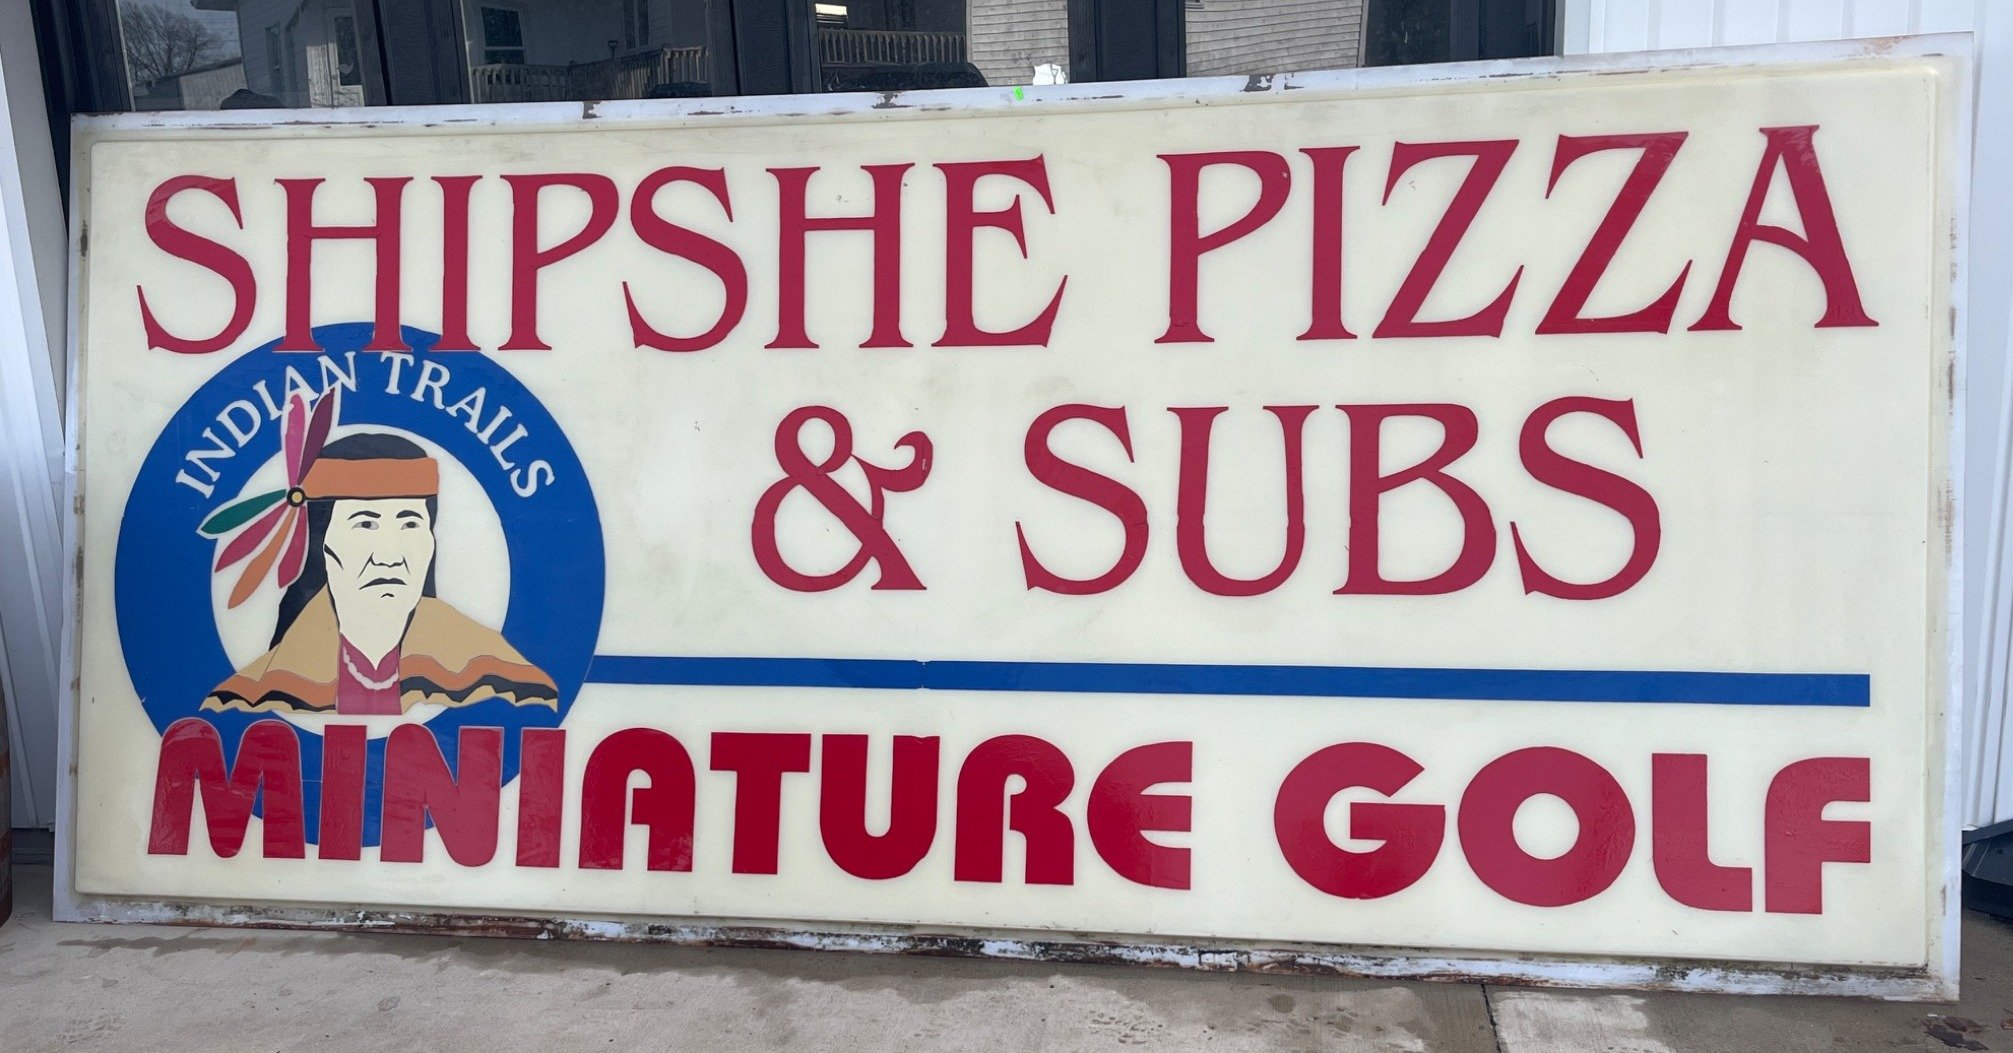 SHIPSHE PIZZA
& SUBS
INDIAN TRAILS
MINIATURE GOLF